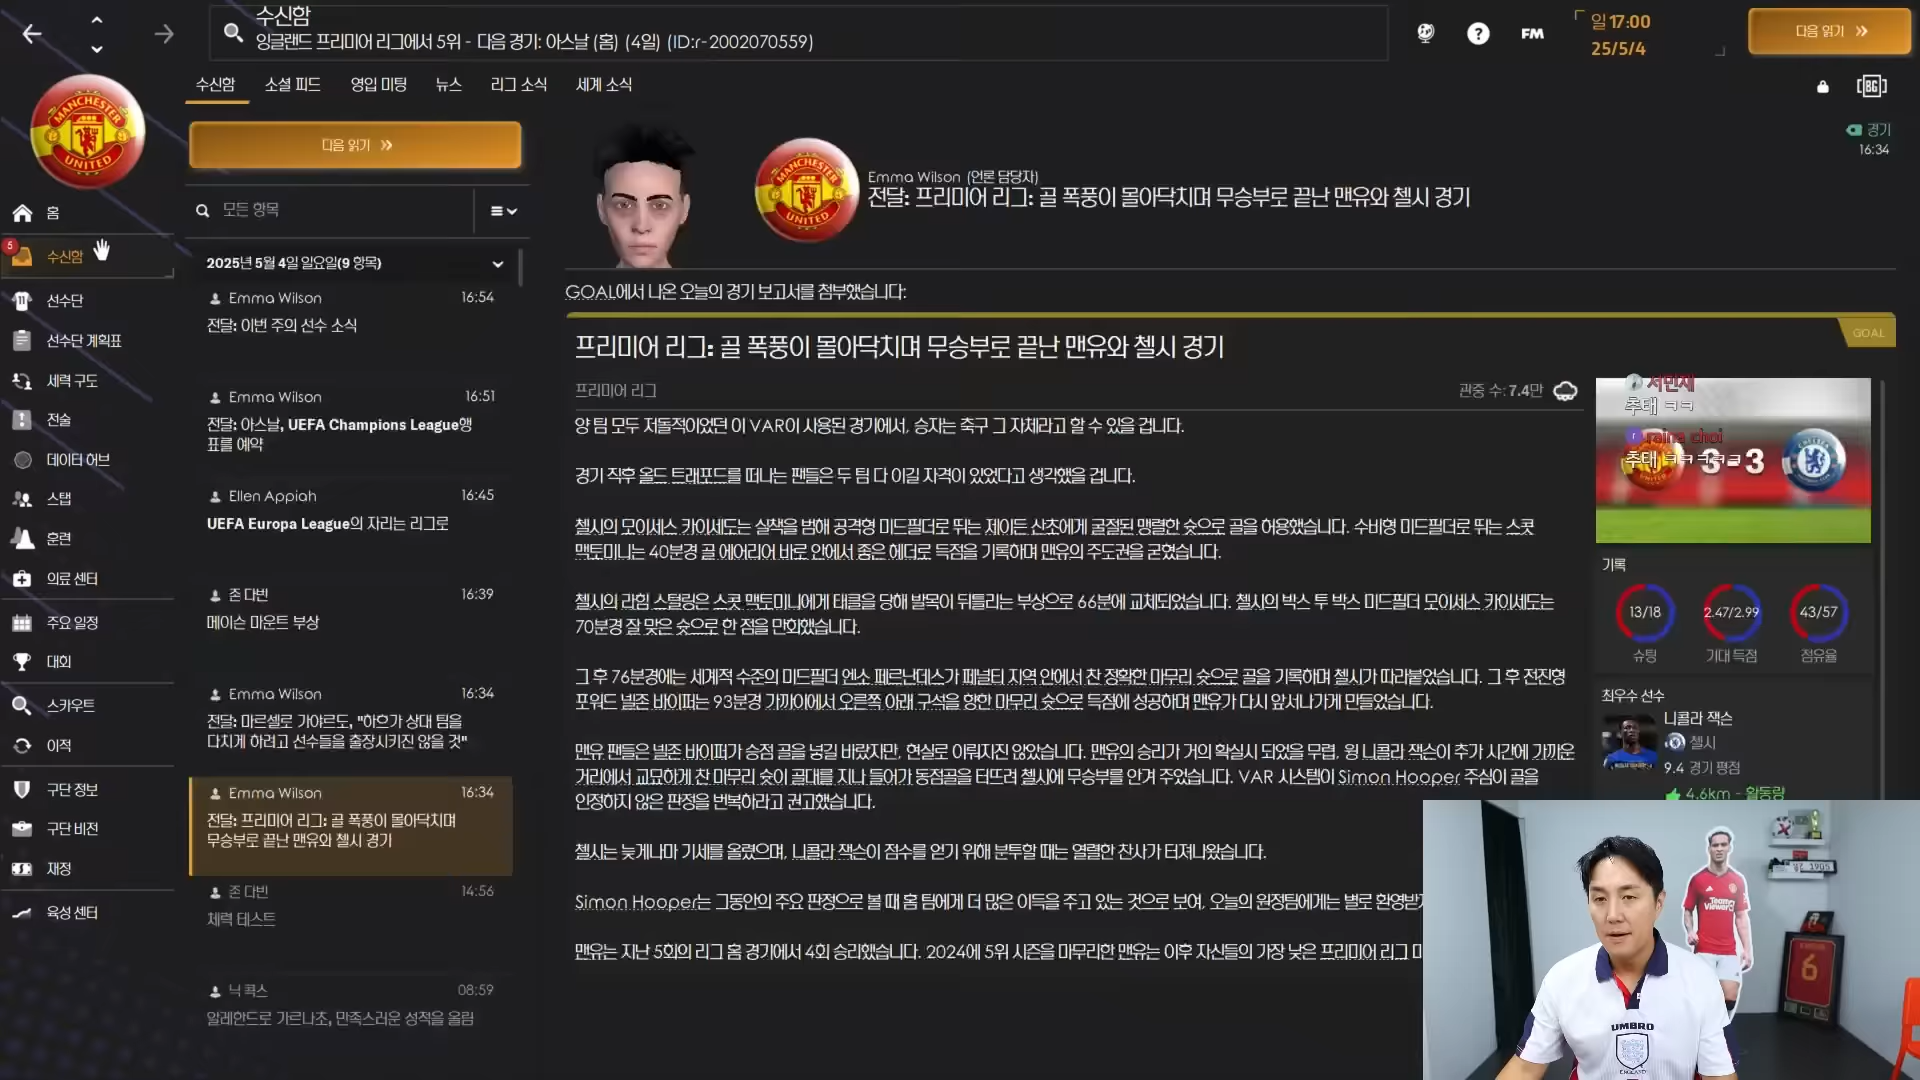 수신함
잉글랜드 프리미어 리그에서 5위 - 다음 경기: 아스날 (홈) (4일) (ID:r-2002070559)
FM
일 17:00
25/5/4
다음 읽기
수신함
소셜 피드
영입 미팅
뉴스
리그 소식
세계 소식
BG
MANCHESTER
UNITED
홈
5
수신함
선수단
선수단 계획표
세력 구도
전술
데이터 허브
스탭
훈련
의료 센터
주요 일정
대회
스카우트
이적
구단 정보
구단 비전
재정
육성 센터
다음 읽기
모든 항목
2025년 5월 4일 일요일(9 항목)
Emma Wilson 16:54
전달: 이번 주의 선수 소식
Emma Wilson 16:51
전달: 아스날, UEFA Champions League행
표를 예약
Ellen Appiah 16:45
UEFA Europa League의 자리는 리그로
존 다빈 16:39
메이슨 마운트 부상
Emma Wilson 16:34
전달: 마르셀로 가야르도, "하으가 상대 팀을
다치게 하려고 선수들을 출장시키진 않을 것"
Emma Wilson 16:34
전달: 프리미어 리그: 골 폭풍이 몰아닥치며
무승부로 끝난 맨유와 첼시 경기
존 다빈 14:56
체력 테스트
닉 콕스 08:59
알레한드로 가르나초, 만족스러운 성적을 올림
MANCHESTER
UNITED
Emma Wilson (언론 담당자)
전달: 프리미어 리그: 골 폭풍이 몰아닥치며 무승부로 끝난 맨유와 첼시 경기
경기
16:34
GOAL에서 나온 오늘의 경기 보고서를 첨부했습니다:
GOAL
프리미어 리그: 골 폭풍이 몰아닥치며 무승부로 끝난 맨유와 첼시 경기
프리미어 리그
관중 수: 7.4만
양 팀 모두 저돌적이었던 이 VAR이 사용된 경기에서, 승자는 축구 그 자체라고 할 수 있을 겁니다.
경기 직후 올드 트래포드를 떠나는 팬들은 두 팀 다 이길 자격이 있었다고 생각했을 겁니다.
첼시의 모이세스 카이세도는 실책을 범해 공격형 미드필더로 뛰는 제이든 산초에게 굴절된 맹렬한 슛으로 골을 허용했습니다. 수비형 미드필더로 뛰는 스콧
맥토미니는 40분경 골 에어리어 바로 안에서 좋은 헤더로 득점을 기록하며 맨유의 주도권을 굳혔습니다.
첼시의 라힘 스털링은 스콧 맥토미니에게 태클을 당해 발목이 뒤틀리는 부상으로 66분에 교체되었습니다. 첼시의 박스 투 박스 미드필더 모이세스 카이세도는
70분경 잘 맞은 슛으로 한 점을 만회했습니다.
그 후 76분경에는 세계적 수준의 미드필더 엔소 페르난데스가 페널티 지역 안에서 찬 정확한 마무리 슛으로 골을 기록하며 첼시가 따라붙었습니다. 그 후 전진형
포워드 넬존 바이퍼는 93분경 가까이에서 오른쪽 아래 구석을 향한 마무리 슛으로 득점에 성공하며 맨유가 다시 앞서나가게 만들었습니다.
맨유 팬들은 넬존 바이퍼가 승점 골을 넣길 바랐지만, 현실로 이뤄지진 않았습니다. 맨유의 승리가 거의 확실시 되었을 무렵, 윙 니콜라 잭슨이 추가 시간에 가까운
거리에서 교묘하게 찬 마무리 슛이 골대를 지나 들어가 동점골을 터뜨려 첼시에 무승부를 안겨 주었습니다. VAR 시스템이 Simon Hooper 주심이 골을
인정하지 않은 판정을 번복하라고 권고했습니다.
첼시는 늦게나마 기세를 올렸으며, 니콜라 잭슨이 점수를 얻기 위해 분투할 때는 열렬한 찬사가 터져나왔습니다.
Simon Hooper는 그동안의 주요 판정으로 볼 때 홈 팀에게 더 많은 이득을 주고 있는 것으로 보여, 오늘의 원정팀에게는 별로 환영받지
맨유는 지난 5회의 리그 홈 경기에서 4회 승리했습니다. 2024에 5위 시즌을 마무리한 맨유는 이후 자신들의 가장 낮은 프리미어 리그
서민재
추태 ㅋㅋ
raina choi
추태 ㅋㅋㅋㅋㅋ
3 - 3
기록
13/18
2.47/2.99
43/57
슈팅
기대 득점
점유율
최우수 선수
니콜라 잭슨
첼시
9.4 경기 평점
4.6km - 활동량
TeamViewer
6
UMBRO
ENGLAND